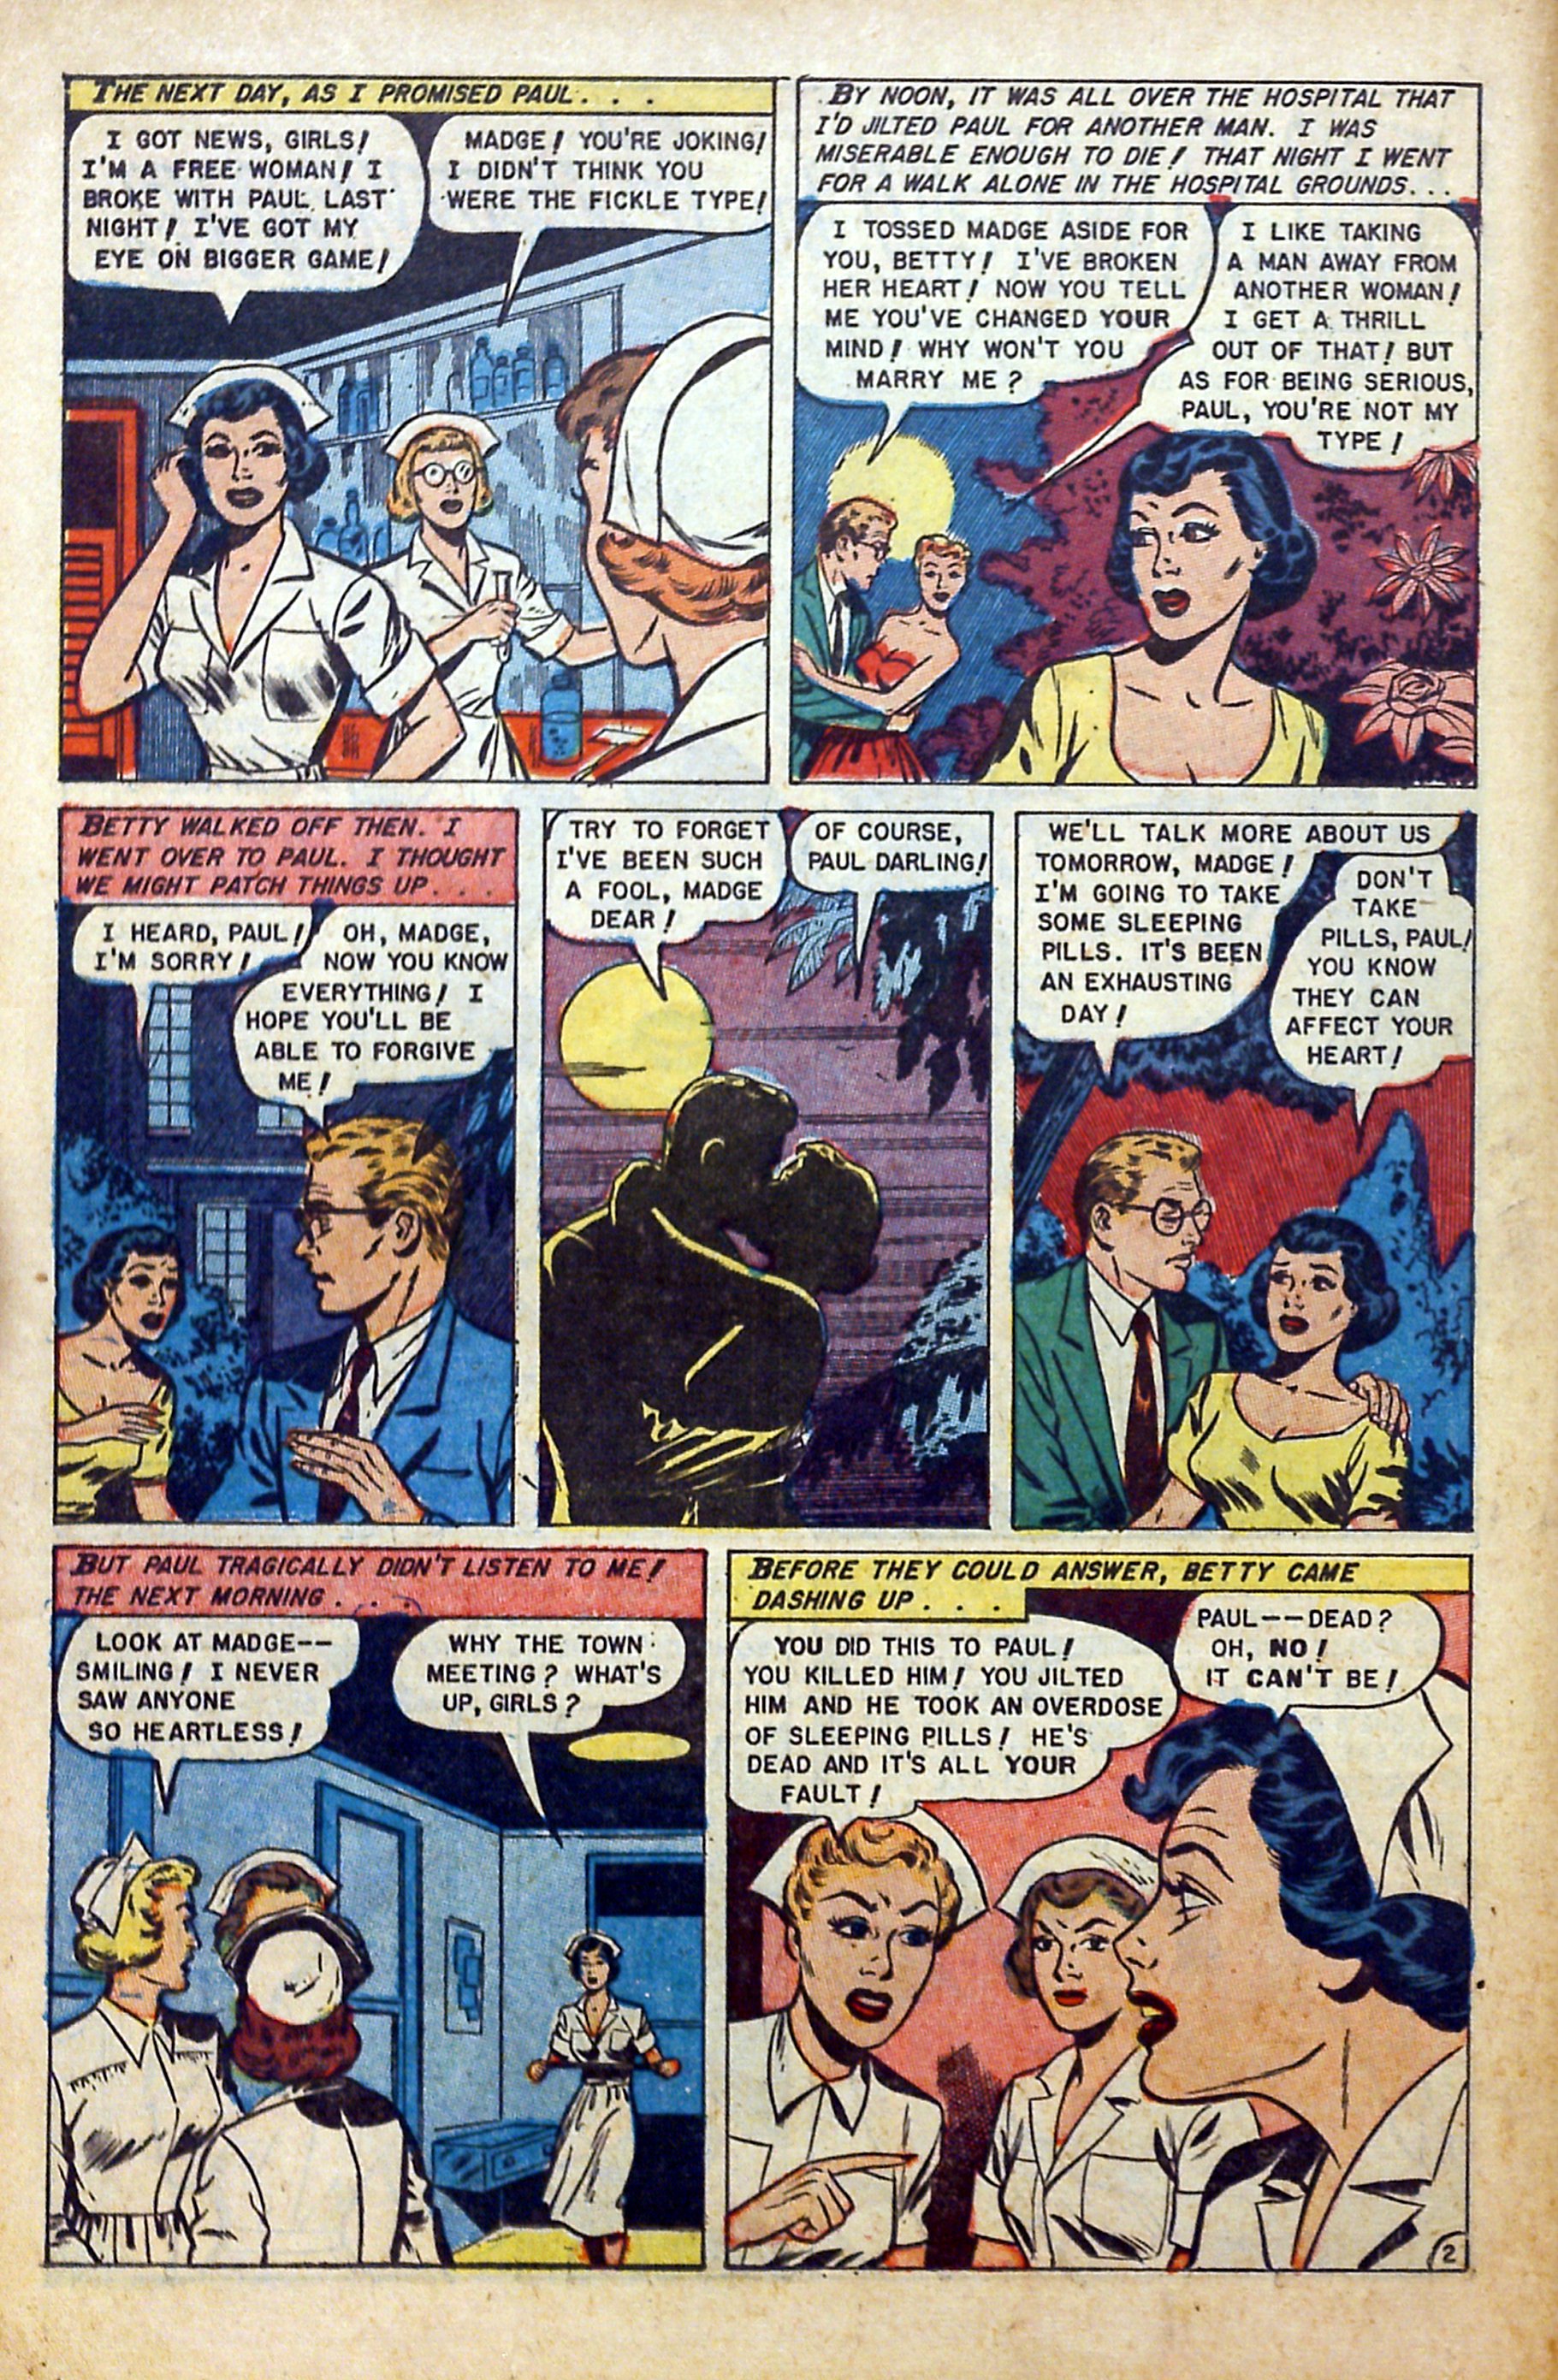 THE NEXT DAY, AS I PROMISED PAUL. . .
I GOT NEWS, GIRLS!
I'M A FREE WOMAN! I
BROKE WITH PAUL LAST
NIGHT! I'VE GOT MY
EYE ON BIGGER GAME!
MADGE! YOU'RE JOKING!
I DIDN'T THINK YOU
WERE THE FICKLE TYPE!
BY NOON, IT WAS ALL OVER THE HOSPITAL THAT
I'D JILTED PAUL FOR ANOTHER MAN. I WAS
MISERABLE ENOUGH TO DIE! THAT NIGHT I WENT
FOR A WALK ALONE IN THE HOSPITAL GROUNDS...
I TOSSED MADGE ASIDE FOR
YOU, BETTY! I'VE BROKEN
HER HEART! NOW YOU TELL
ME YOU'VE CHANGED YOUR
MIND! WHY WON'T YOU
MARRY ME?
I LIKE TAKING
A MAN AWAY FROM
ANOTHER WOMAN!
I GET A THRILL
OUT OF THAT! BUT
AS FOR BEING SERIOUS,
PAUL, YOU'RE NOT MY
TYPE!
BETTY WALKED OFF THEN. I
WENT OVER TO PAUL. I THOUGHT
WE MIGHT PATCH THINGS UP. . .
I HEARD, PAUL!
I'M SORRY!
OH, MADGE,
NOW YOU KNOW
EVERYTHING! I
HOPE YOU'LL BE
ABLE TO FORGIVE
ME!
TRY TO FORGET
I'VE BEEN SUCH
A FOOL, MADGE
DEAR!
OF COURSE,
PAUL DARLING!
WE'LL TALK MORE ABOUT US
TOMORROW, MADGE!
I'M GOING TO TAKE
SOME SLEEPING
PILLS. IT'S BEEN
AN EXHAUSTING
DAY!
DON'T
TAKE
PILLS, PAUL!
YOU KNOW
THEY CAN
AFFECT YOUR
HEART!
BUT PAUL TRAGICALLY DIDN'T LISTEN TO ME!
THE NEXT MORNING . . .
LOOK AT MADGE--
SMILING! I NEVER
SAW ANYONE
SO HEARTLESS!
WHY THE TOWN
MEETING? WHAT'S
UP, GIRLS?
BEFORE THEY COULD ANSWER, BETTY CAME
DASHING UP . . .
YOU DID THIS TO PAUL!
YOU KILLED HIM! YOU JILTED
HIM AND HE TOOK AN OVERDOSE
OF SLEEPING PILLS! HE'S
DEAD AND IT'S ALL YOUR
FAULT!
PAUL--DEAD?
OH, NO!
IT CAN'T BE!
2